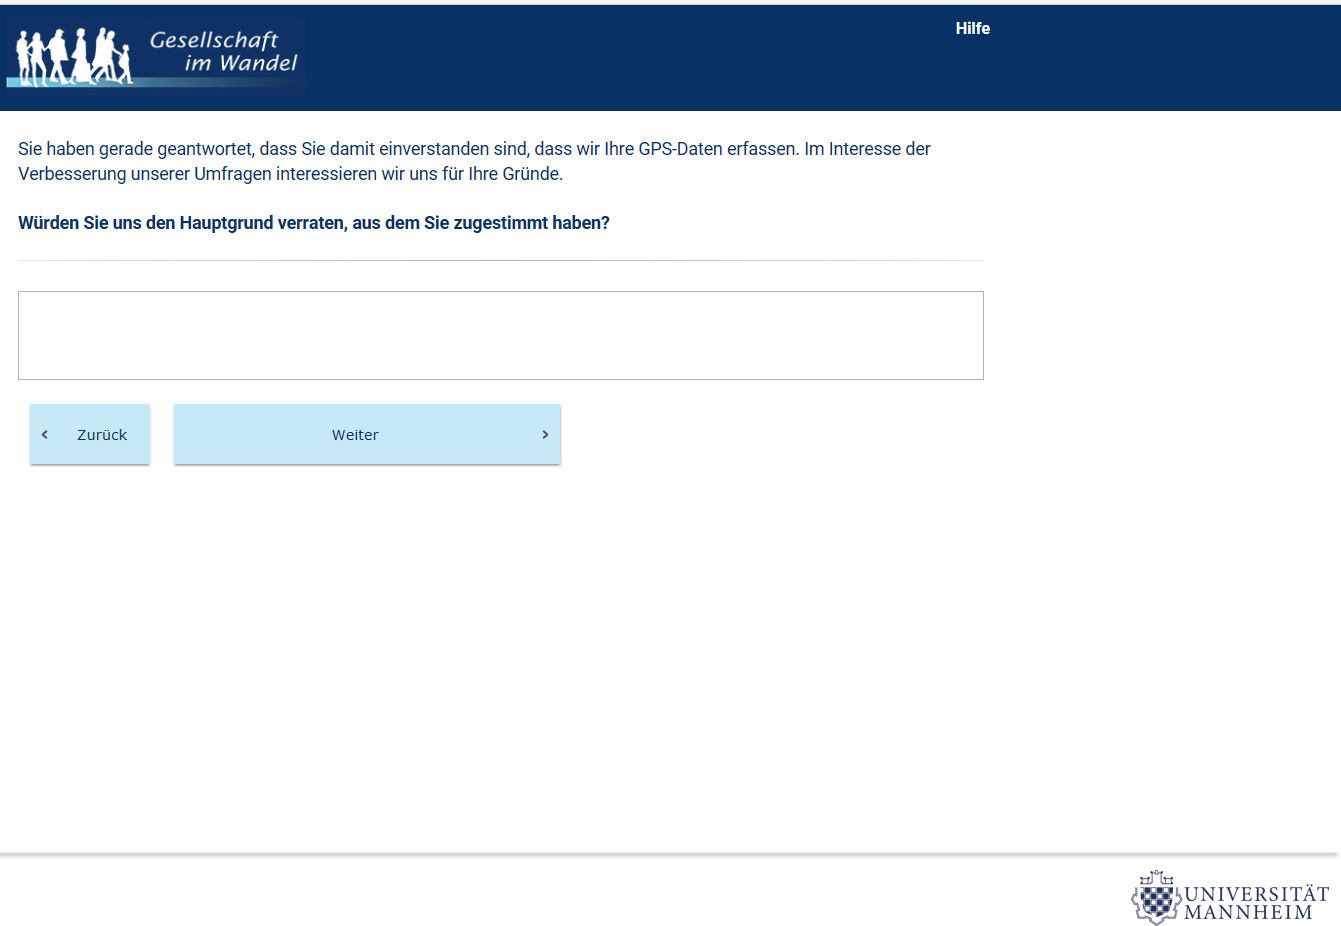 Gesellschaft
im Wandel
Hilfe
Sie haben gerade geantwortet, dass Sie damit einverstanden sind, dass wir Ihre GPS-Daten erfassen. Im Interesse der
Verbesserung unserer Umfragen interessieren wir uns für Ihre Gründe.
Würden Sie uns den Hauptgrund verraten, aus dem Sie zugestimmt haben?
Zurück
Weiter
UNIVERSITÄT
MANNHEIM